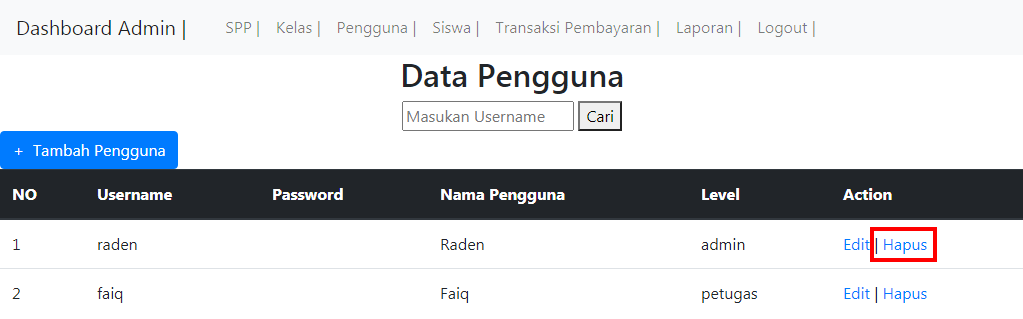 Dashboard Admin | SPP | Kelas | Pengguna | Siswa | Transaksi Pembayaran | Laporan | Logout |
Data Pengguna
Masukan Username Cari
+ Tambah Pengguna
NO Username Password Nama Pengguna Level Action
1 raden Raden admin Edit | Hapus
2 faiq Faiq petugas Edit | Hapus